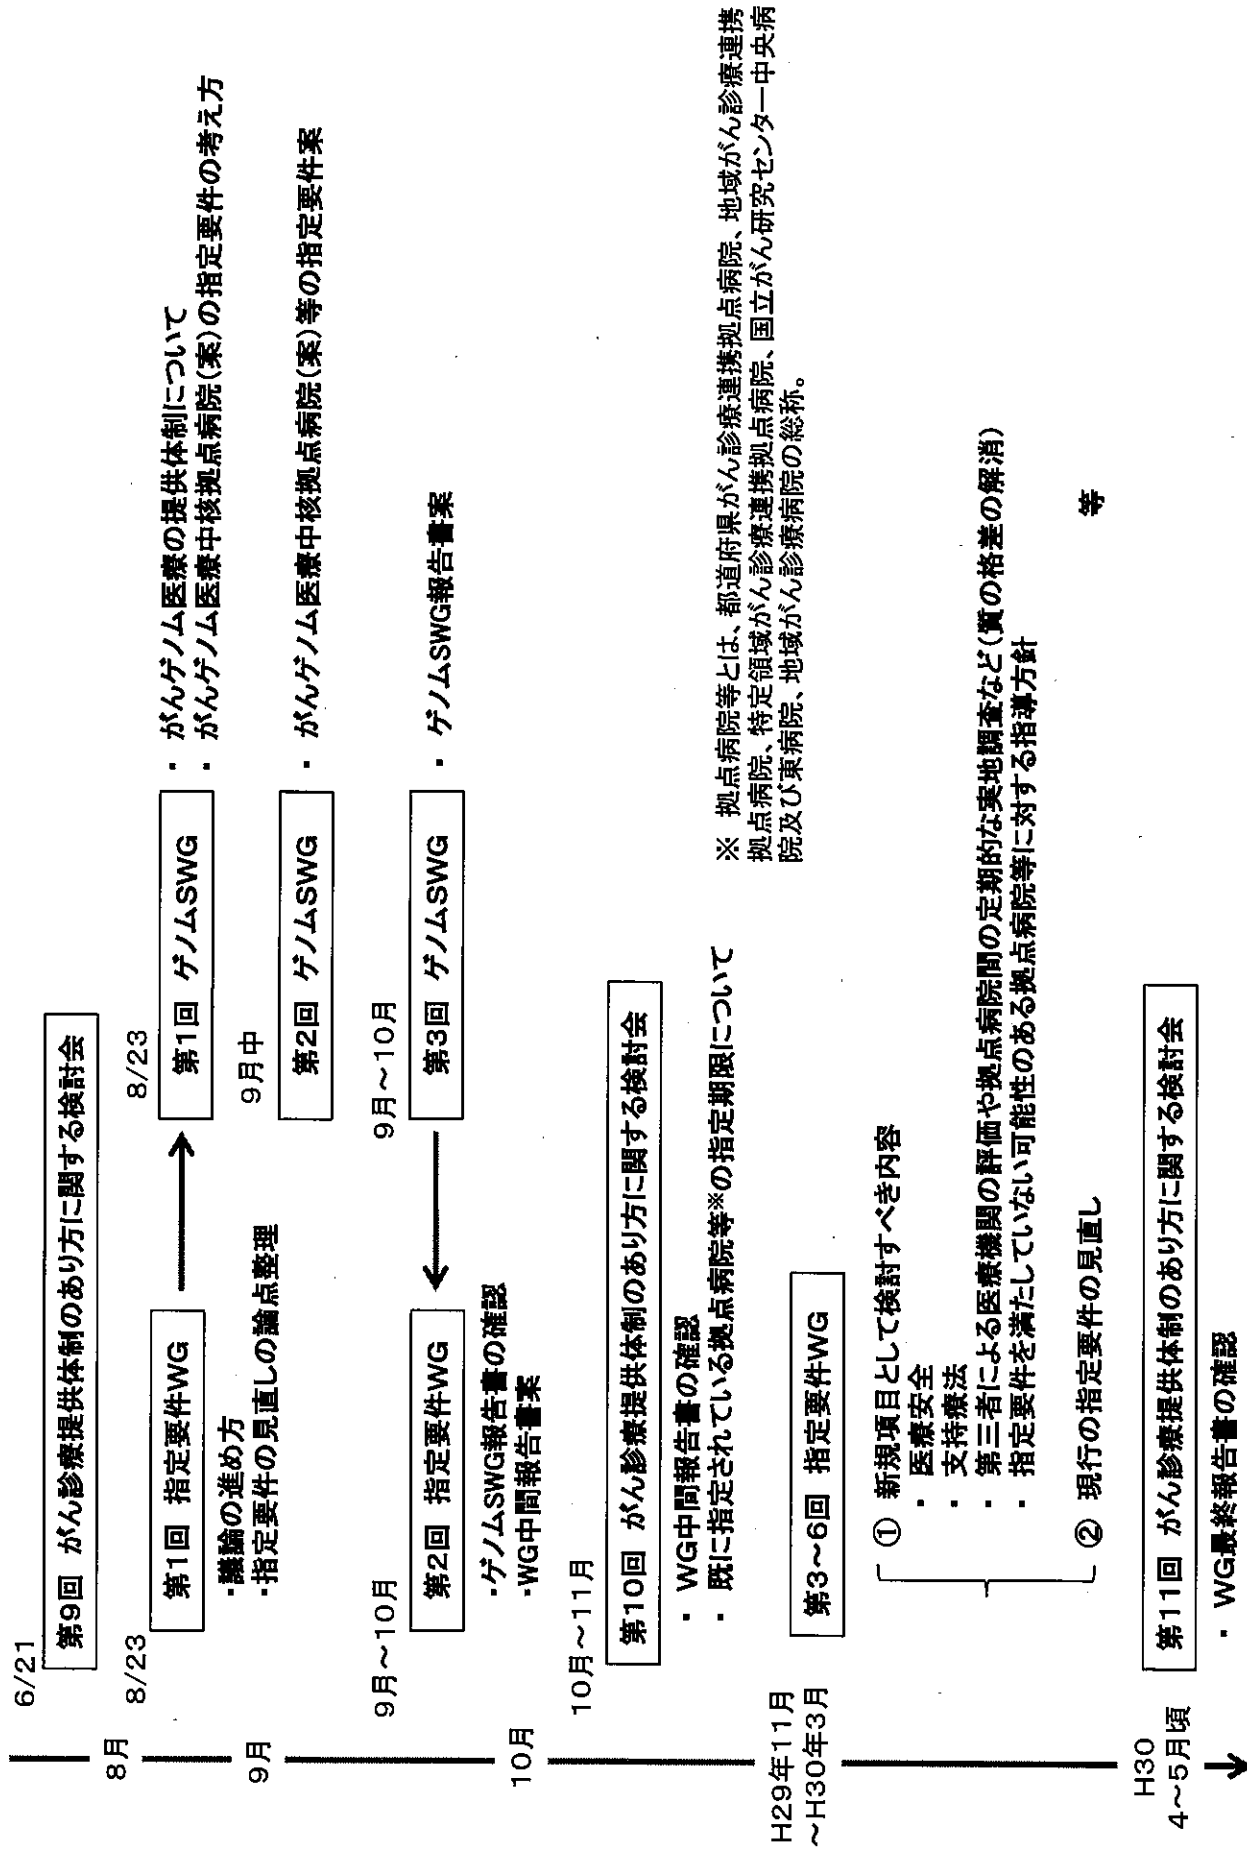 6/21
第9回 がん診療提供体制のあり方に関する検討会
8月
8/23
第1回 指定要件WG
・議論の進め方
・指定要件の見直しの論点整理
8/23
第1回 ゲノムSWG
・ がんゲノム医療の提供体制について
・ がんゲノム医療中核拠点病院(案)の指定要件の考え方
9月
9月中
第2回 ゲノムSWG
・ がんゲノム医療中核拠点病院(案)等の指定要件案
9月~10月
第2回 指定要件WG
・ゲノムSWG報告書の確認
・WG中間報告書案
9月~10月
第3回 ゲノムSWG
・ ゲノムSWG報告書案
10月
10月~11月
第10回 がん診療提供体制のあり方に関する検討会
・ WG中間報告書の確認
・ 既に指定されている拠点病院等※の指定期限について
※ 拠点病院等とは、都道府県がん診療連携拠点病院、地域がん診療連携
拠点病院、特定領域がん診療連携拠点病院、国立がん研究センター中央病
院及び東病院、地域がん診療病院の総称。
H29年11月
~H30年3月
第3~6回 指定要件WG
① 新規項目として検討すべき内容
・ 医療安全
・ 支持療法
・ 第三者による医療機関の評価や拠点病院間の定期的な実地調査など(質の格差の解消)
・ 指定要件を満たしていない可能性のある拠点病院等に対する指導方針
② 現行の指定要件の見直し
等
H30
4~5月頃
第11回 がん診療提供体制のあり方に関する検討会
・ WG最終報告書の確認